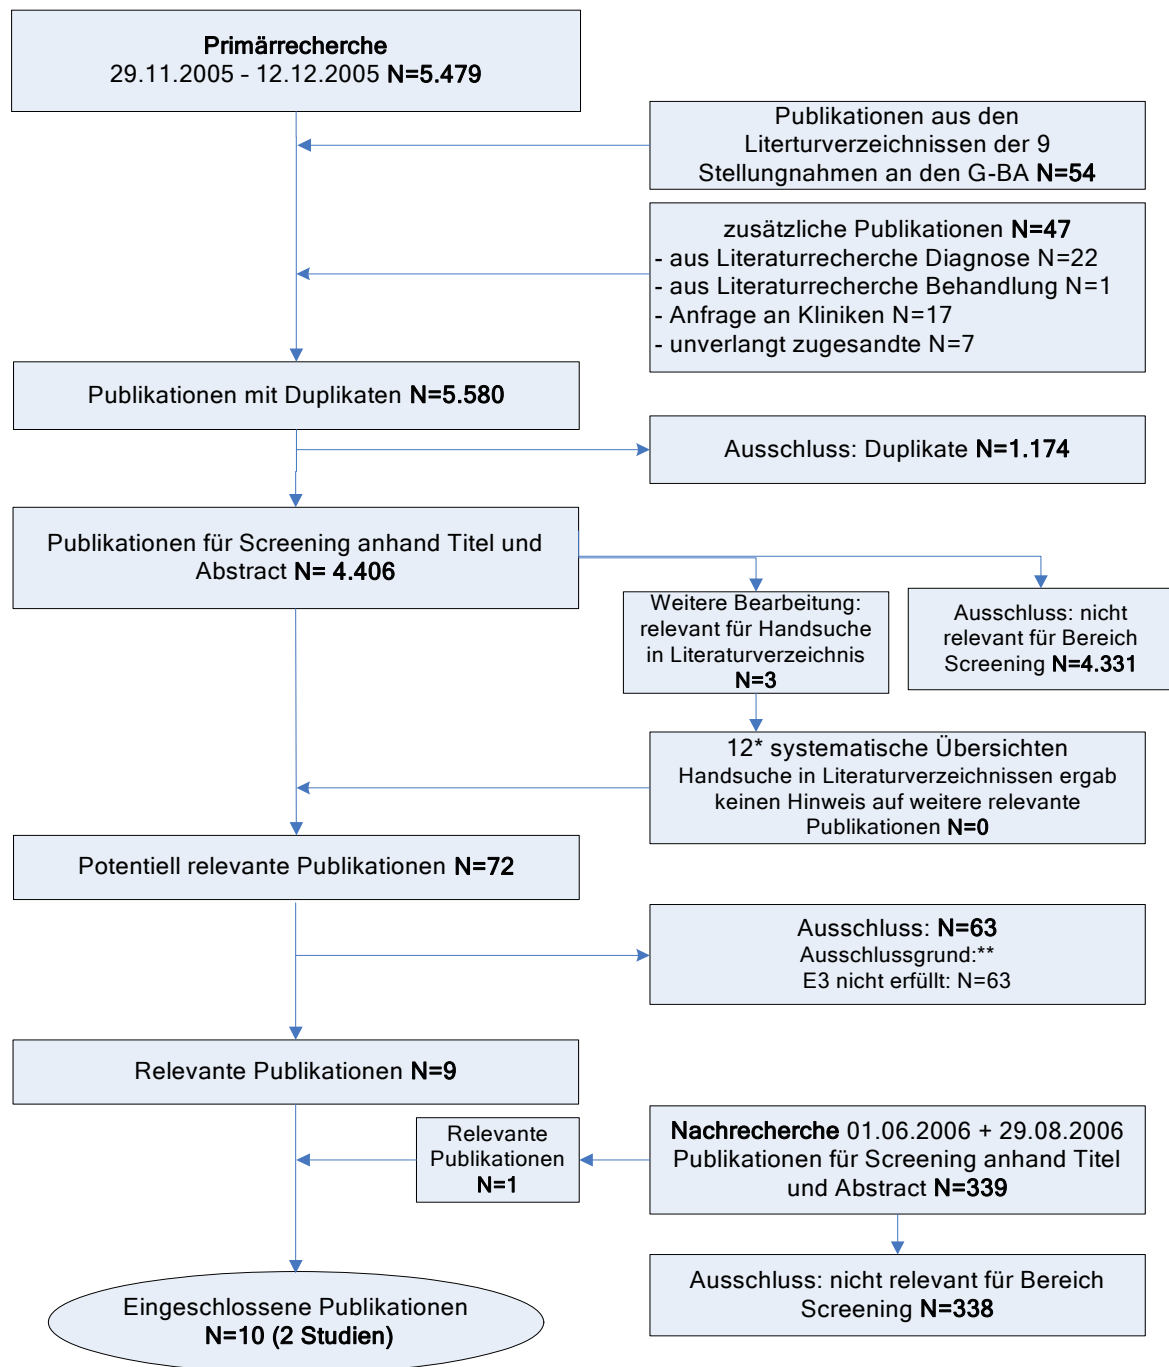 Primärrecherche
29.11.2005 - 12.12.2005 N=5.479
Publikationen aus den
Literturverzeichnissen der 9
Stellungnahmen an den G-BA N=54
zusätzliche Publikationen N=47
- aus Literaturrecherche Diagnose N=22
- aus Literaturrecherche Behandlung N=1
- Anfrage an Kliniken N=17
- unverlangt zugesandte N=7
Publikationen mit Duplikaten N=5.580
Ausschluss: Duplikate N=1.174
Publikationen für Screening anhand Titel und
Abstract N= 4.406
Weitere Bearbeitung:
relevant für Handsuche
in Literaturverzeichnis
N=3
Ausschluss: nicht
relevant für Bereich
Screening N=4.331
12* systematische Übersichten
Handsuche in Literaturverzeichnissen ergab
keinen Hinweis auf weitere relevante
Publikationen N=0
Potentiell relevante Publikationen N=72
Ausschluss: N=63
Ausschlussgrund:**
E3 nicht erfüllt: N=63
Relevante Publikationen N=9
Relevante
Publikationen
N=1
Nachrecherche 01.06.2006 + 29.08.2006
Publikationen für Screening anhand Titel
und Abstract N=339
Ausschluss: nicht relevant für Bereich
Screening N=338
Eingeschlossene Publikationen
N=10 (2 Studien)